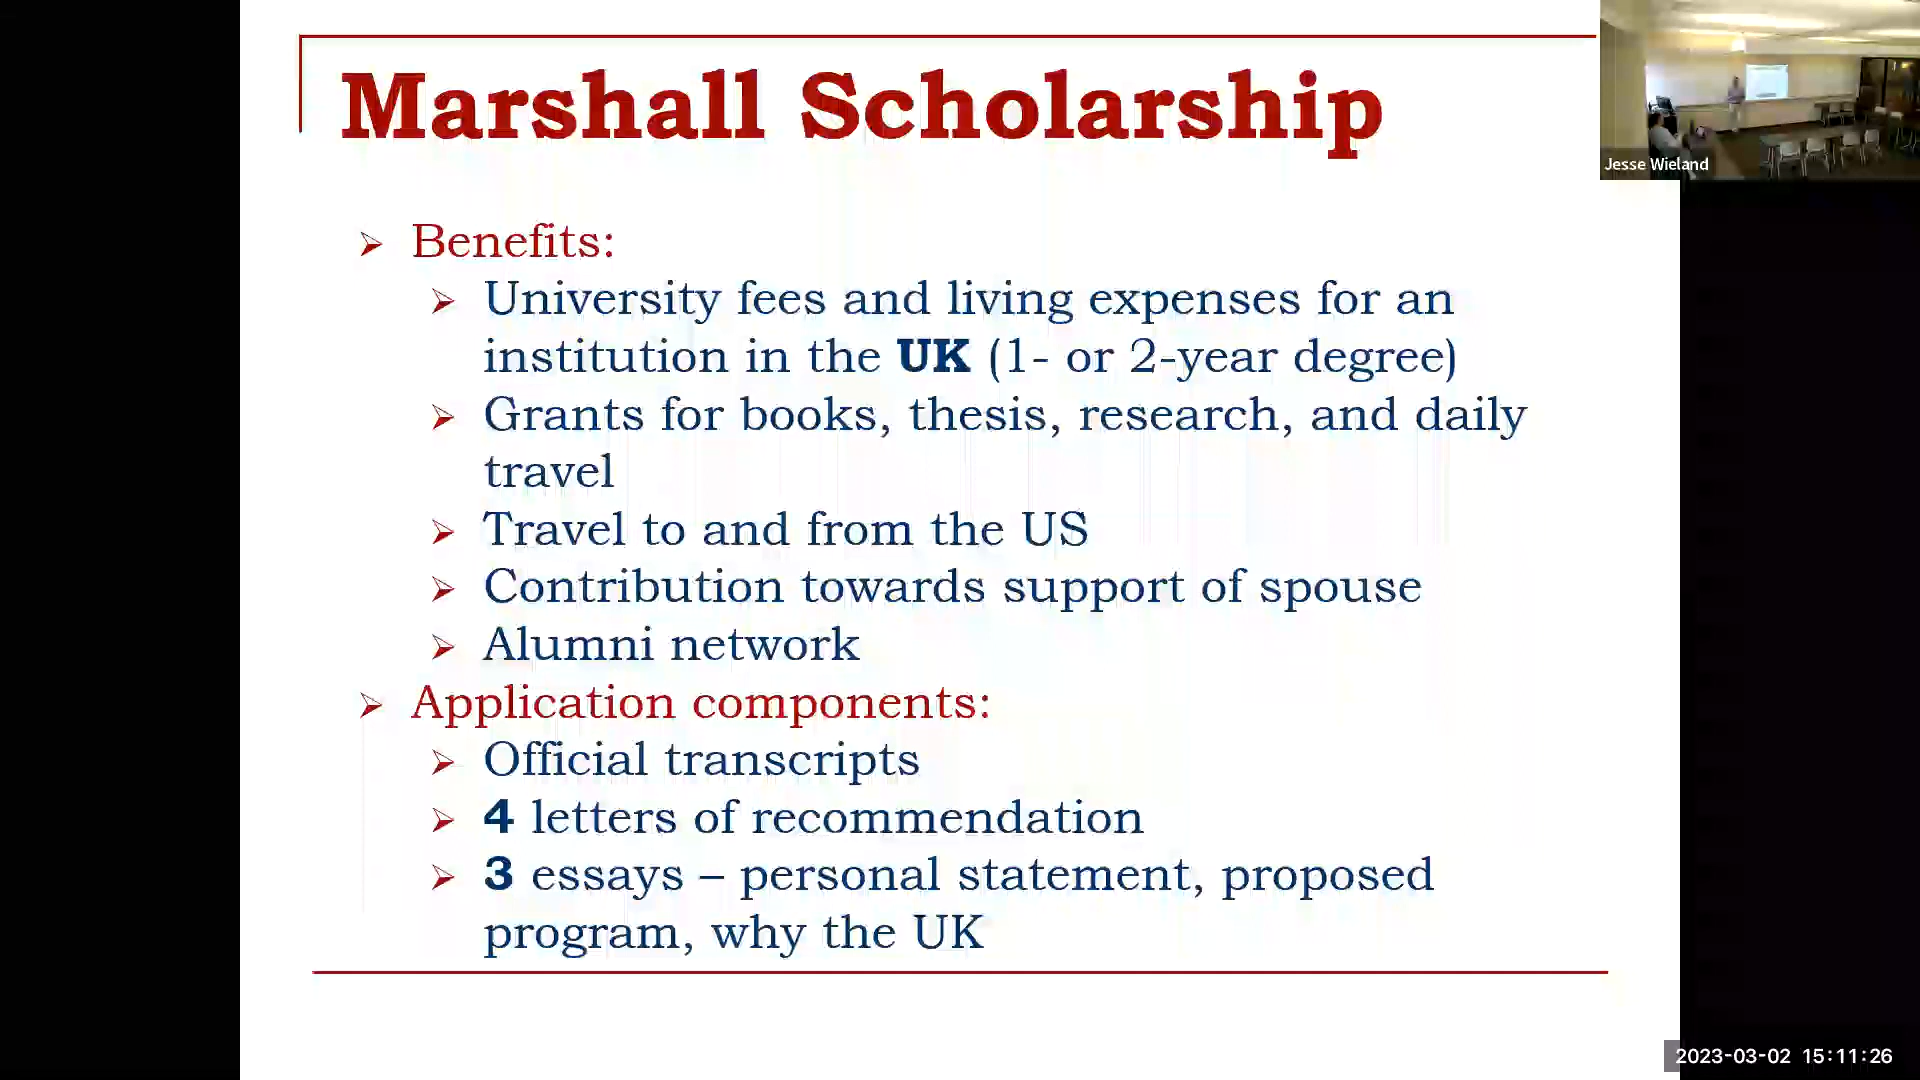 Marshall Scholarship
Jesse Wieland
Benefits:
University fees and living expenses for an
institution in the UK (1- or 2-year degree)
Grants for books, thesis, research, and daily
travel
Travel to and from the US
Contribution towards support of spouse
Alumni network
Application components:
Official transcripts
4 letters of recommendation
3 essays – personal statement, proposed
program, why the UK
2023-03-02 15:11:26